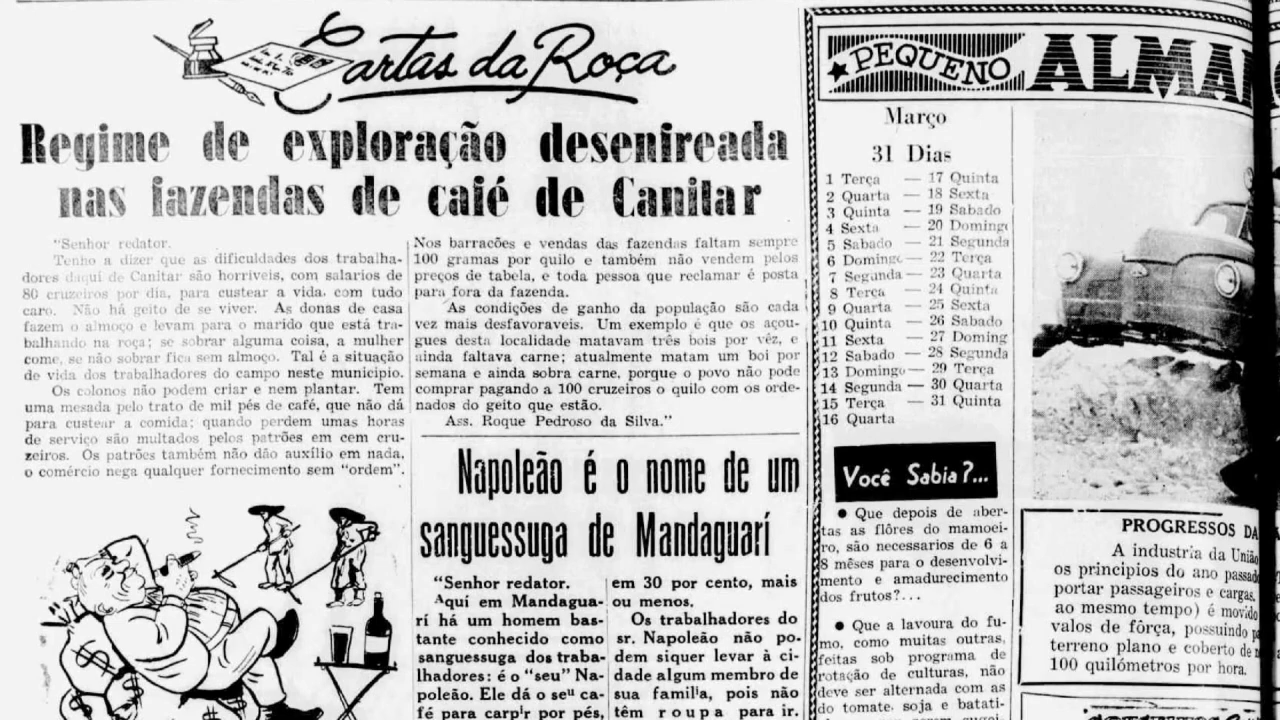 Cartas da Roça
Regime de exploração desenfreada
nas fazendas de café de Canitar
"Senhor redator.
Tenho a dizer que as dificuldades dos trabalha-
dores daqui de Canitar são horríveis, com salarios de
80 cruzeiros por dia, para custear a vida, com tudo
caro. Não há geito de se viver. As donas de casa
fazem o almoço e levam para o marido que está tra-
balhando na roça; se sobrar alguma coisa, a mulher
come, se não sobrar fica sem almoço. Tal é a situação
de vida dos trabalhadores do campo neste municipio.
Os colonos não podem criar e nem plantar. Tem
uma mesada pelo trato de mil pés de café, que não dá
para custear a comida; quando perdem umas horas
de serviço são multados pelos patrões em cem cru-
zeiros. Os patrões também não dão auxílio em nada,
o comércio nega qualquer fornecimento sem "ordem".
Nos barracões e vendas das fazendas faltam sempre
100 gramas por quilo e também não vendem pelos
preços de tabela, e toda pessoa que reclamar é posta
para fora da fazenda.
As condições de ganho da população são cada
vez mais desfavoraveis. Um exemplo é que os açou-
gues desta localidade matavam três bois por vêz, e
ainda faltava carne; atualmente matam um boi por
semana e ainda sobra carne, porque o povo não pode
comprar pagando a 100 cruzeiros o quilo com os orde-
nados do geito que estão.
Ass. Roque Pedroso da Silva."
Napoleão é o nome de um
sanguessuga de Mandaguarí
"Senhor redator.
Aqui em Mandagua-
rí há um homem bas-
tante conhecido como
sanguessuga dos traba-
lhadores: é o "seu" Na-
poleão. Ele dá o seu ca-
fé para carpir por pés,
em 30 por cento, mais
ou menos.
Os trabalhadores do
sr. Napoleão não po-
dem siquer levar à ci-
dade algum membro de
sua familia, pois não
têm roupa para ir.
PEQUENO ALMA
Março
31 Dias
1 Terça — 17 Quinta
2 Quarta — 18 Sexta
3 Quinta — 19 Sabado
4 Sexta — 20 Domingo
5 Sabado — 21 Segunda
6 Domingo — 22 Terça
7 Segunda — 23 Quarta
8 Terça — 24 Quinta
9 Quarta — 25 Sexta
10 Quinta — 26 Sabado
11 Sexta — 27 Doming
12 Sabado — 28 Segunda
13 Domingo — 29 Terça
14 Segunda — 30 Quarta
15 Terça — 31 Quinta
16 Quarta
Você Sabia?...
● Que depois de aber-
tas as flôres do mamoei-
ro, são necessarios de 6 a
8 mêses para o desenvolvi-
mento e amadurecimento
dos frutos?...
● Que a lavoura do fu-
mo, como muitas outras,
feitas sob programa de
rotação de culturas, não
deve ser alternada com as
do tomate, soja e batati-
PROGRESSOS DA
A industria da União
os principios do ano passad
portar passageiros e cargas,
ao mesmo tempo) é movid
valos de fôrça, possuindo
terreno plano e coberto de
100 quilómetros por hora.